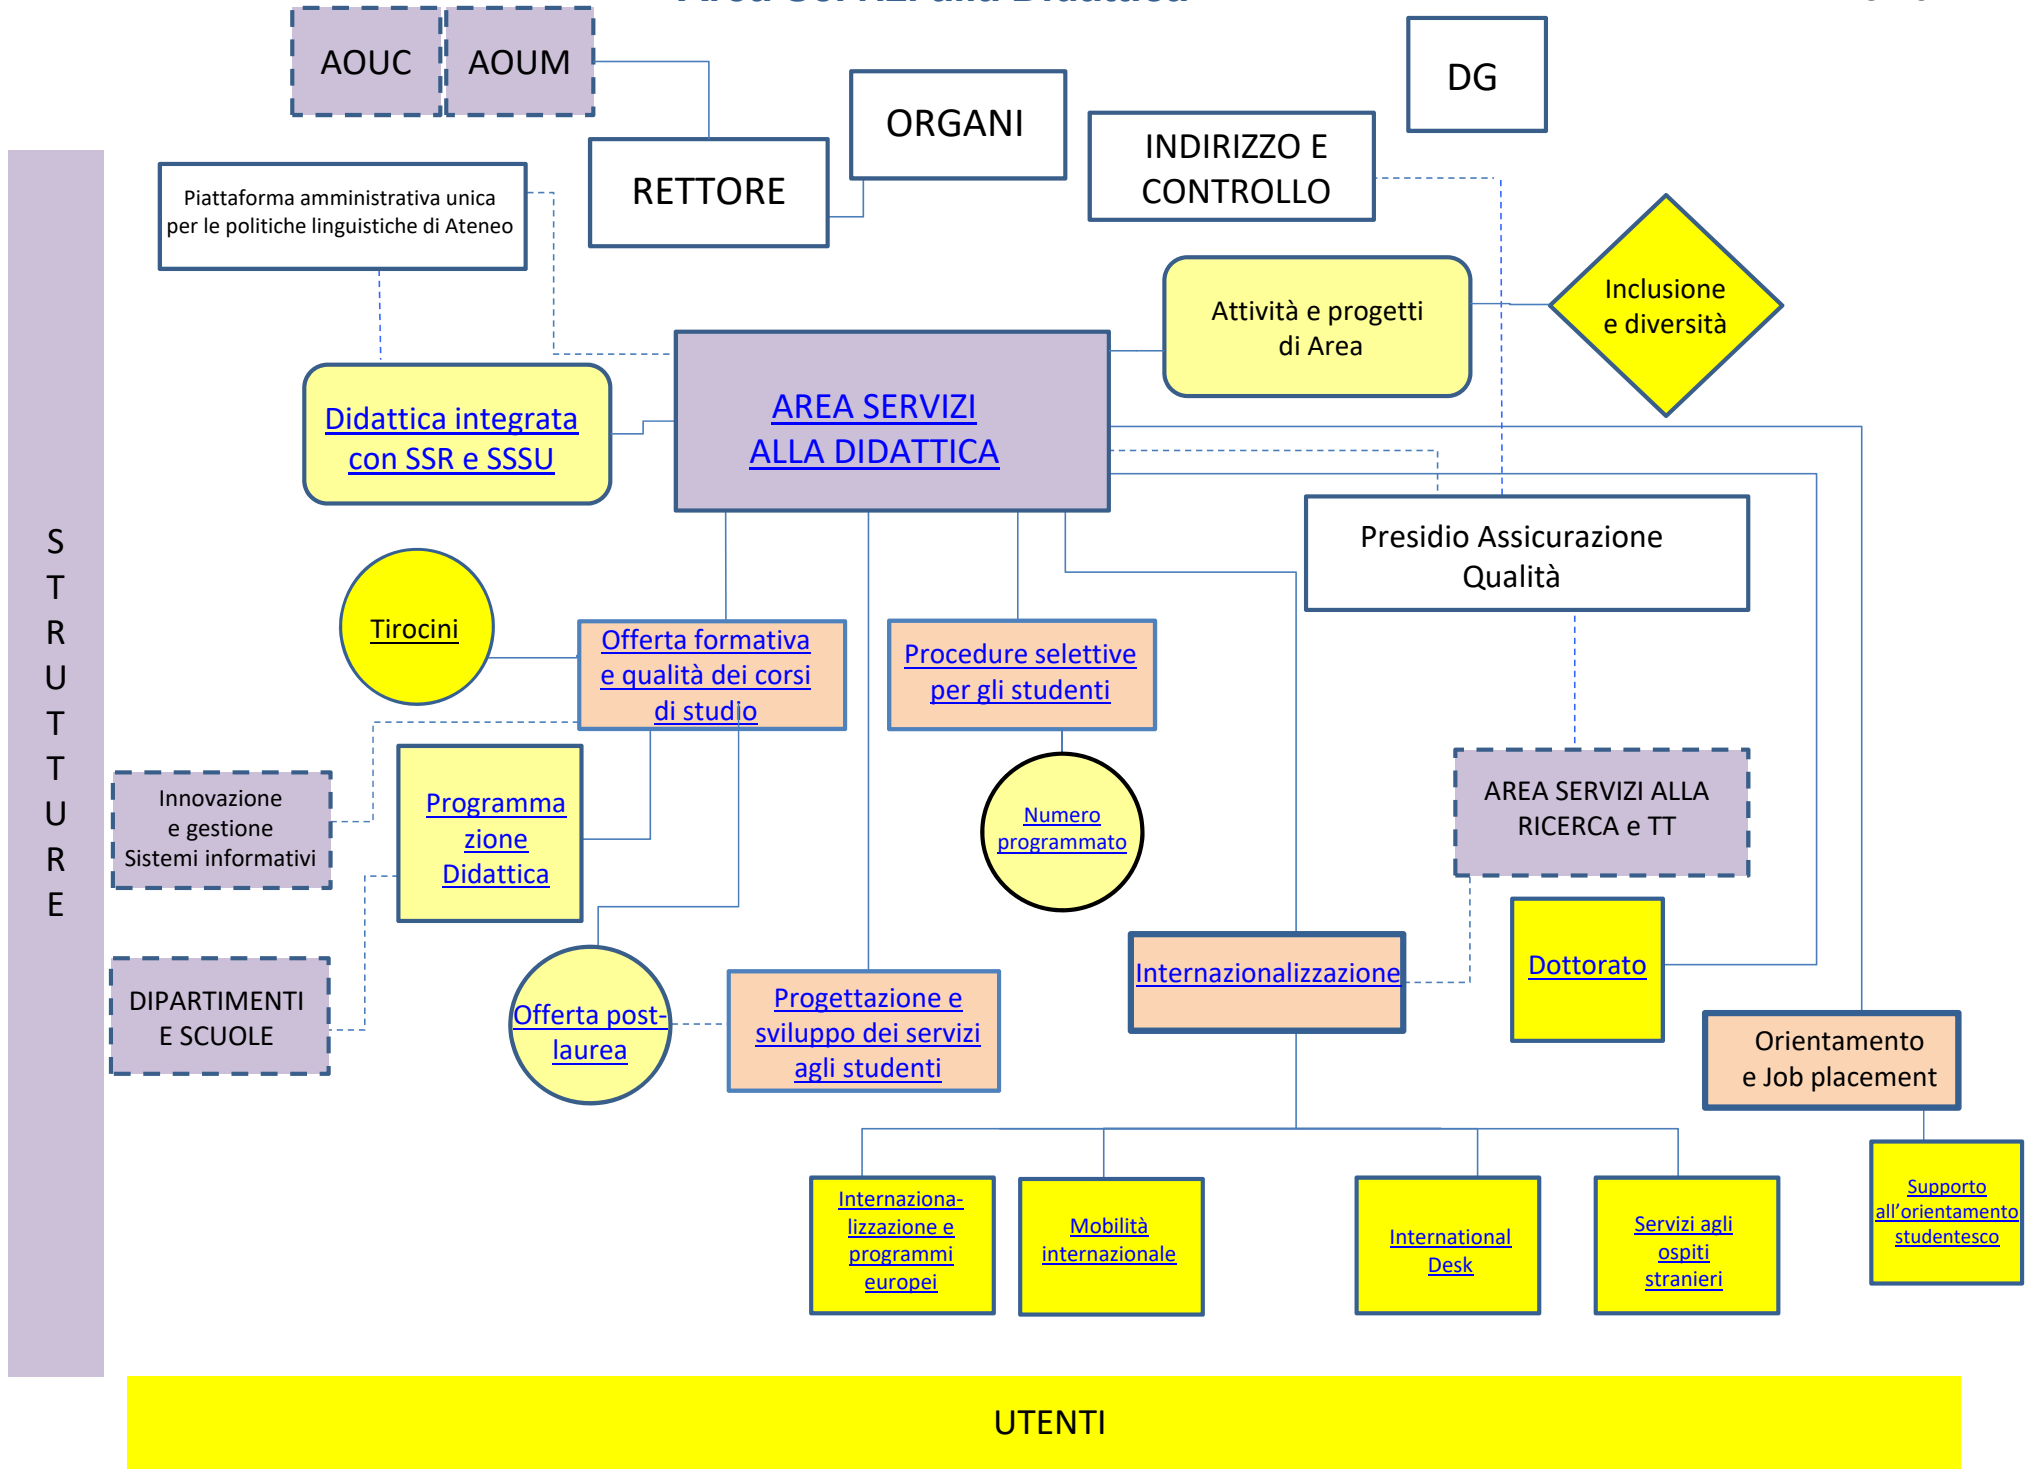 AOUC
AOUM
DG
ORGANI
INDIRIZZO E
CONTROLLO
RETTORE
Piattaforma amministrativa unica
per le politiche linguistiche di Ateneo
Inclusione
e diversità
Attività e progetti
di Area
AREA SERVIZI
ALLA DIDATTICA
Didattica integrata
con SSR e SSSU
Presidio Assicurazione
Qualità
S
T
R
U
T
T
U
R
E
Tirocini
Offerta formativa
e qualità dei corsi
di studio
Procedure selettive
per gli studenti
Innovazione
e gestione
Sistemi informativi
Programma
zione
Didattica
Numero
programmato
AREA SERVIZI ALLA
RICERCA e TT
DIPARTIMENTI
E SCUOLE
Offerta post-
laurea
Progettazione e
sviluppo dei servizi
agli studenti
Internazionalizzazione
Dottorato
Orientamento
e Job placement
Internaziona-
lizzazione e
programmi
europei
Mobilità
internazionale
International
Desk
Servizi agli
ospiti
stranieri
Supporto
all’orientamento
studentesco
UTENTI